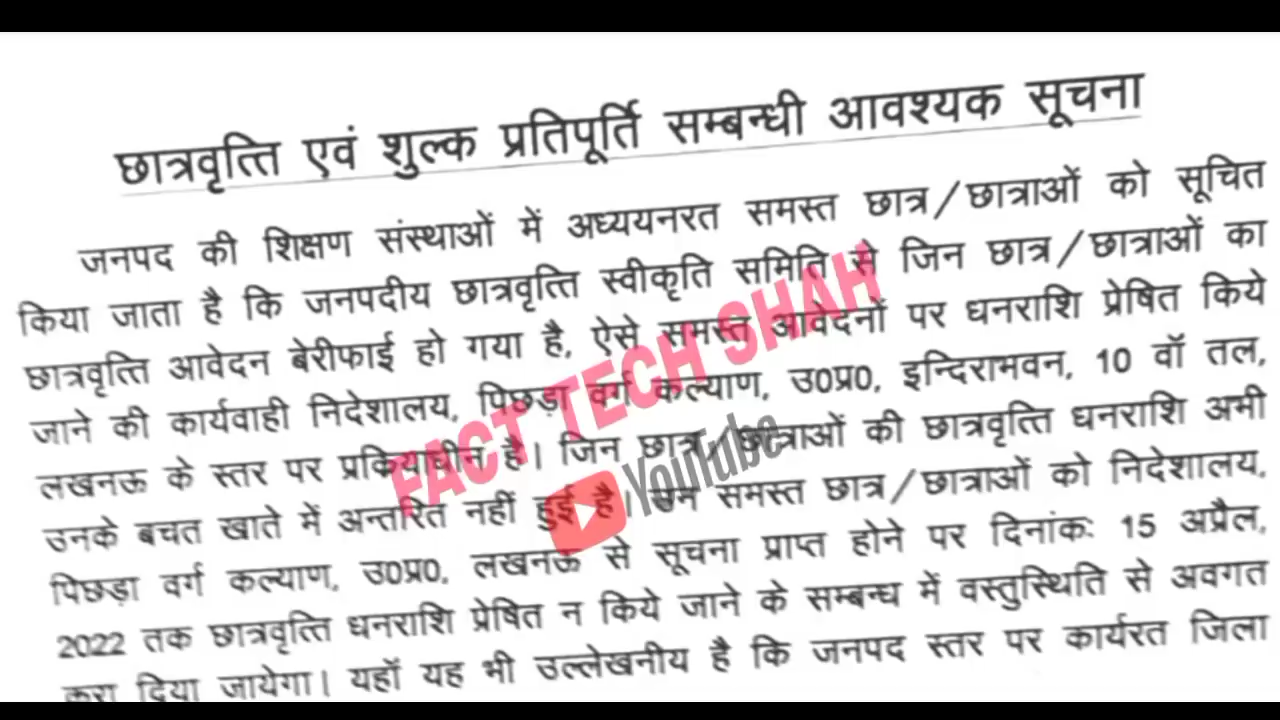 छात्रवृत्ति एवं शुल्क प्रतिपूर्ति सम्बन्धी आवश्यक सूचना
जनपद की शिक्षण संस्थाओं में अध्ययनरत समस्त छात्र/छात्राओं को सूचित
किया जाता है कि जनपदीय छात्रवृत्ति स्वीकृति समिति से जिन छात्र/छात्राओं का
छात्रवृत्ति आवेदन बेरीफाई हो गया है, ऐसे समस्त आवेदनों पर धनराशि प्रेषित किये
जाने की कार्यवाही निदेशालय, पिछड़ा वर्ग कल्याण, उ0प्र0, इन्दिराभवन, 10 वॉ तल,
लखनऊ के स्तर पर प्रकियाधीन है। जिन छात्र/छात्राओं की छात्रवृत्ति धनराशि अभी
उनके बचत खाते में अन्तरित नहीं हुई है। उन समस्त छात्र/छात्राओं को निदेशालय,
पिछड़ा वर्ग कल्याण, उ0प्र0, लखनऊ से सूचना प्राप्त होने पर दिनांकः 15 अप्रैल,
2022 तक छात्रवृत्ति धनराशि प्रेषित न किये जाने के सम्बन्ध में वस्तुस्थिति से अवगत
करा दिया जायेगा। यहाँ यह भी उल्लेखनीय है कि जनपद स्तर पर कार्यरत जिला
FACT TECH SHAH
YouTube